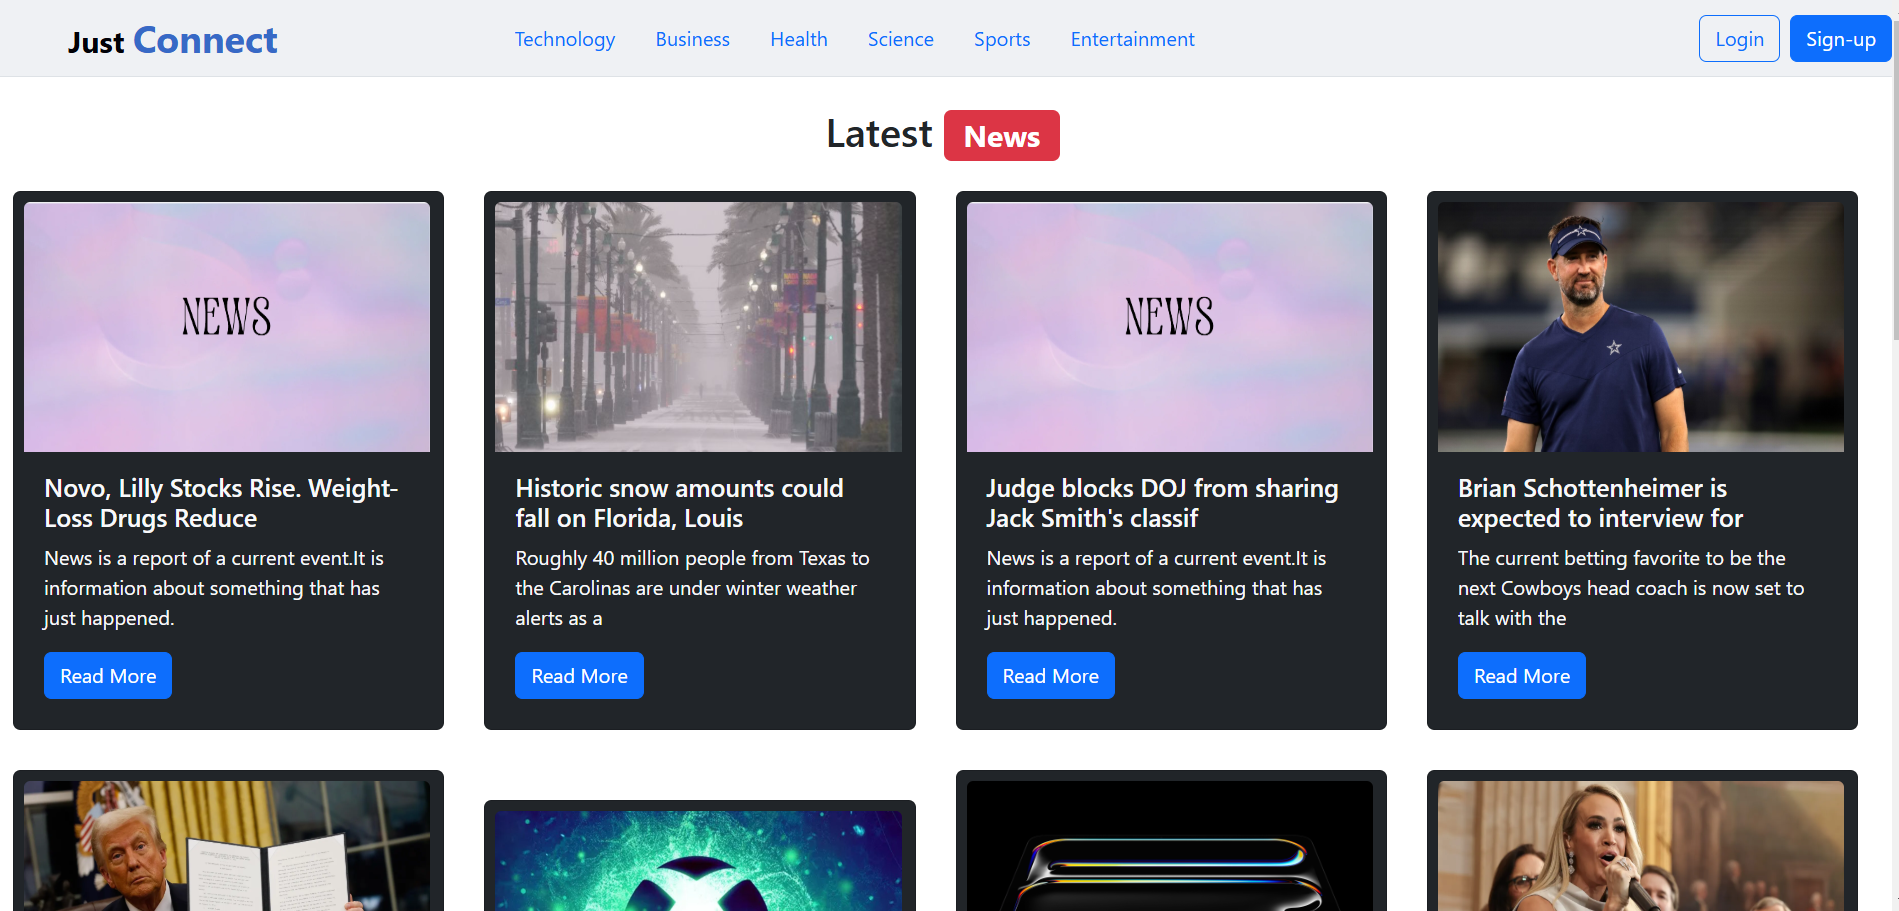 Just Connect
Technology Business Health Science Sports Entertainment
Login Sign-up
Latest News
NEWS
Novo, Lilly Stocks Rise. Weight-
Loss Drugs Reduce
News is a report of a current event.It is
information about something that has
just happened.
Read More
Historic snow amounts could
fall on Florida, Louis
Roughly 40 million people from Texas to
the Carolinas are under winter weather
alerts as a
Read More
NEWS
Judge blocks DOJ from sharing
Jack Smith's classif
News is a report of a current event.It is
information about something that has
just happened.
Read More
Brian Schottenheimer is
expected to interview for
The current betting favorite to be the
next Cowboys head coach is now set to
talk with the
Read More